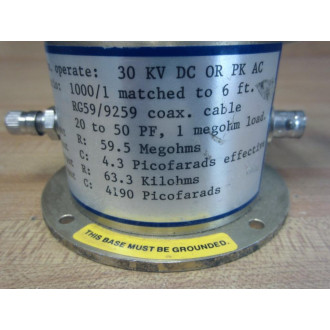 operate: 30 KV DC OR PK AC
1000/1 matched to 6 ft.
RG59/9259 coax. cable
20 to 50 PF, 1 megohm load.
R: 59.5 Megohms
C: 4.3 Picofarads effective
R: 63.3 Kilohms
C: 4190 Picofarads
THIS BASE MUST BE GROUNDED.